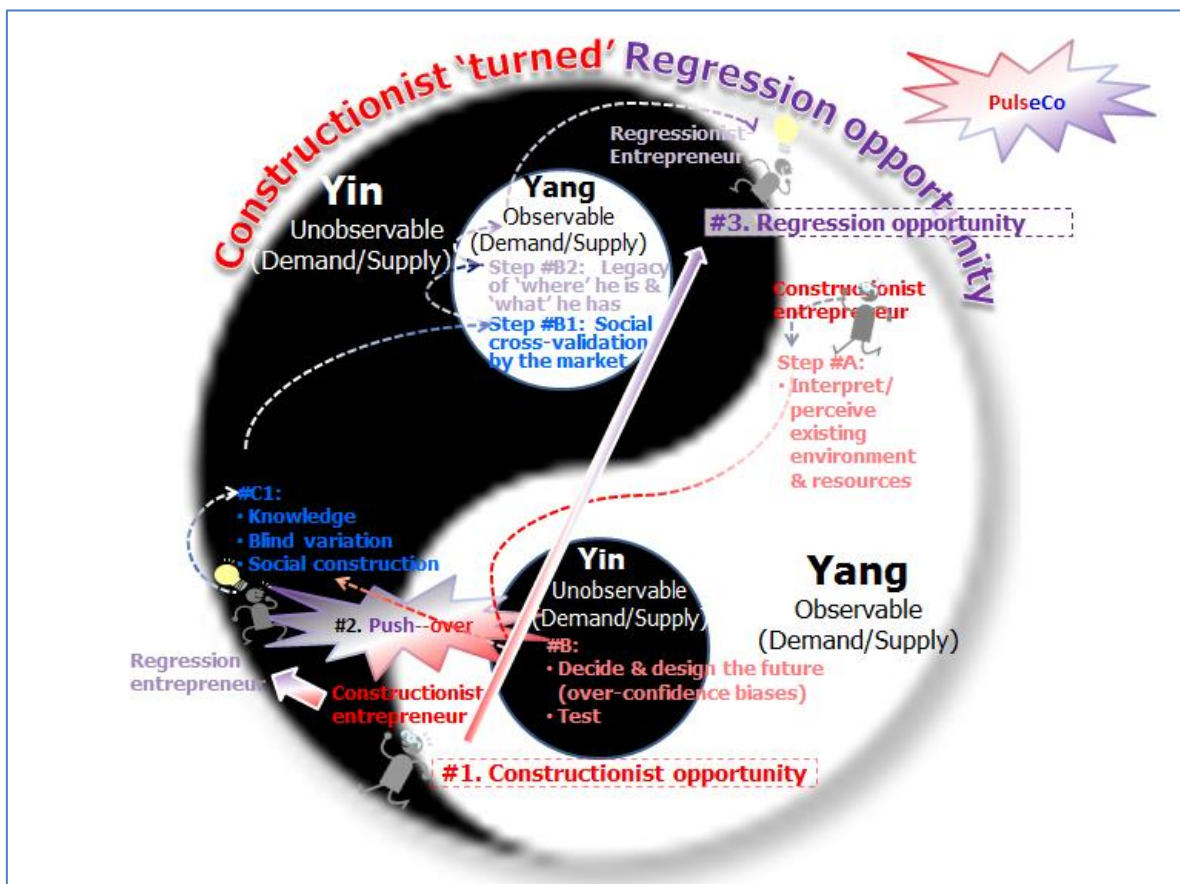 Constructionist ‘turned’ Regression opportunity
PulseCo
Regressionist-
Entrepreneur
Yin
Unobservable
(Demand/Supply)
Yang
Observable
(Demand/Supply)
Step #B2: Legacy
of ‘where’ he is &
‘what’ he has
Step #B1: Social
cross-validation
by the market
#3. Regression opportunity
Constructionist
entrepreneur
Step #A:
• Interpret/
perceive
existing
environment
& resources
#C1:
• Knowledge
• Blind variation
• Social construction
#2. Push--over
Yin
Unobservable
(Demand/Supply)
#B:
• Decide & design the future
(over-confidence biases)
• Test
Yang
Observable
(Demand/Supply)
Regression
entrepreneur
Constructionist
entrepreneur
#1. Constructionist opportunity